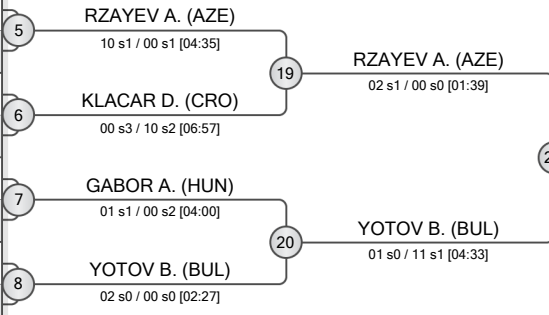 RZAYEV A. (AZE)
5
10 s1 / 00 s1 [04:35]
19
RZAYEV A. (AZE)
02 s1 / 00 s0 [01:39]
KLACAR D. (CRO)
6
00 s3 / 10 s2 [06:57]
GABOR A. (HUN)
7
01 s1 / 00 s2 [04:00]
20
YOTOV B. (BUL)
01 s0 / 11 s1 [04:33]
YOTOV B. (BUL)
8
02 s0 / 00 s0 [02:27]